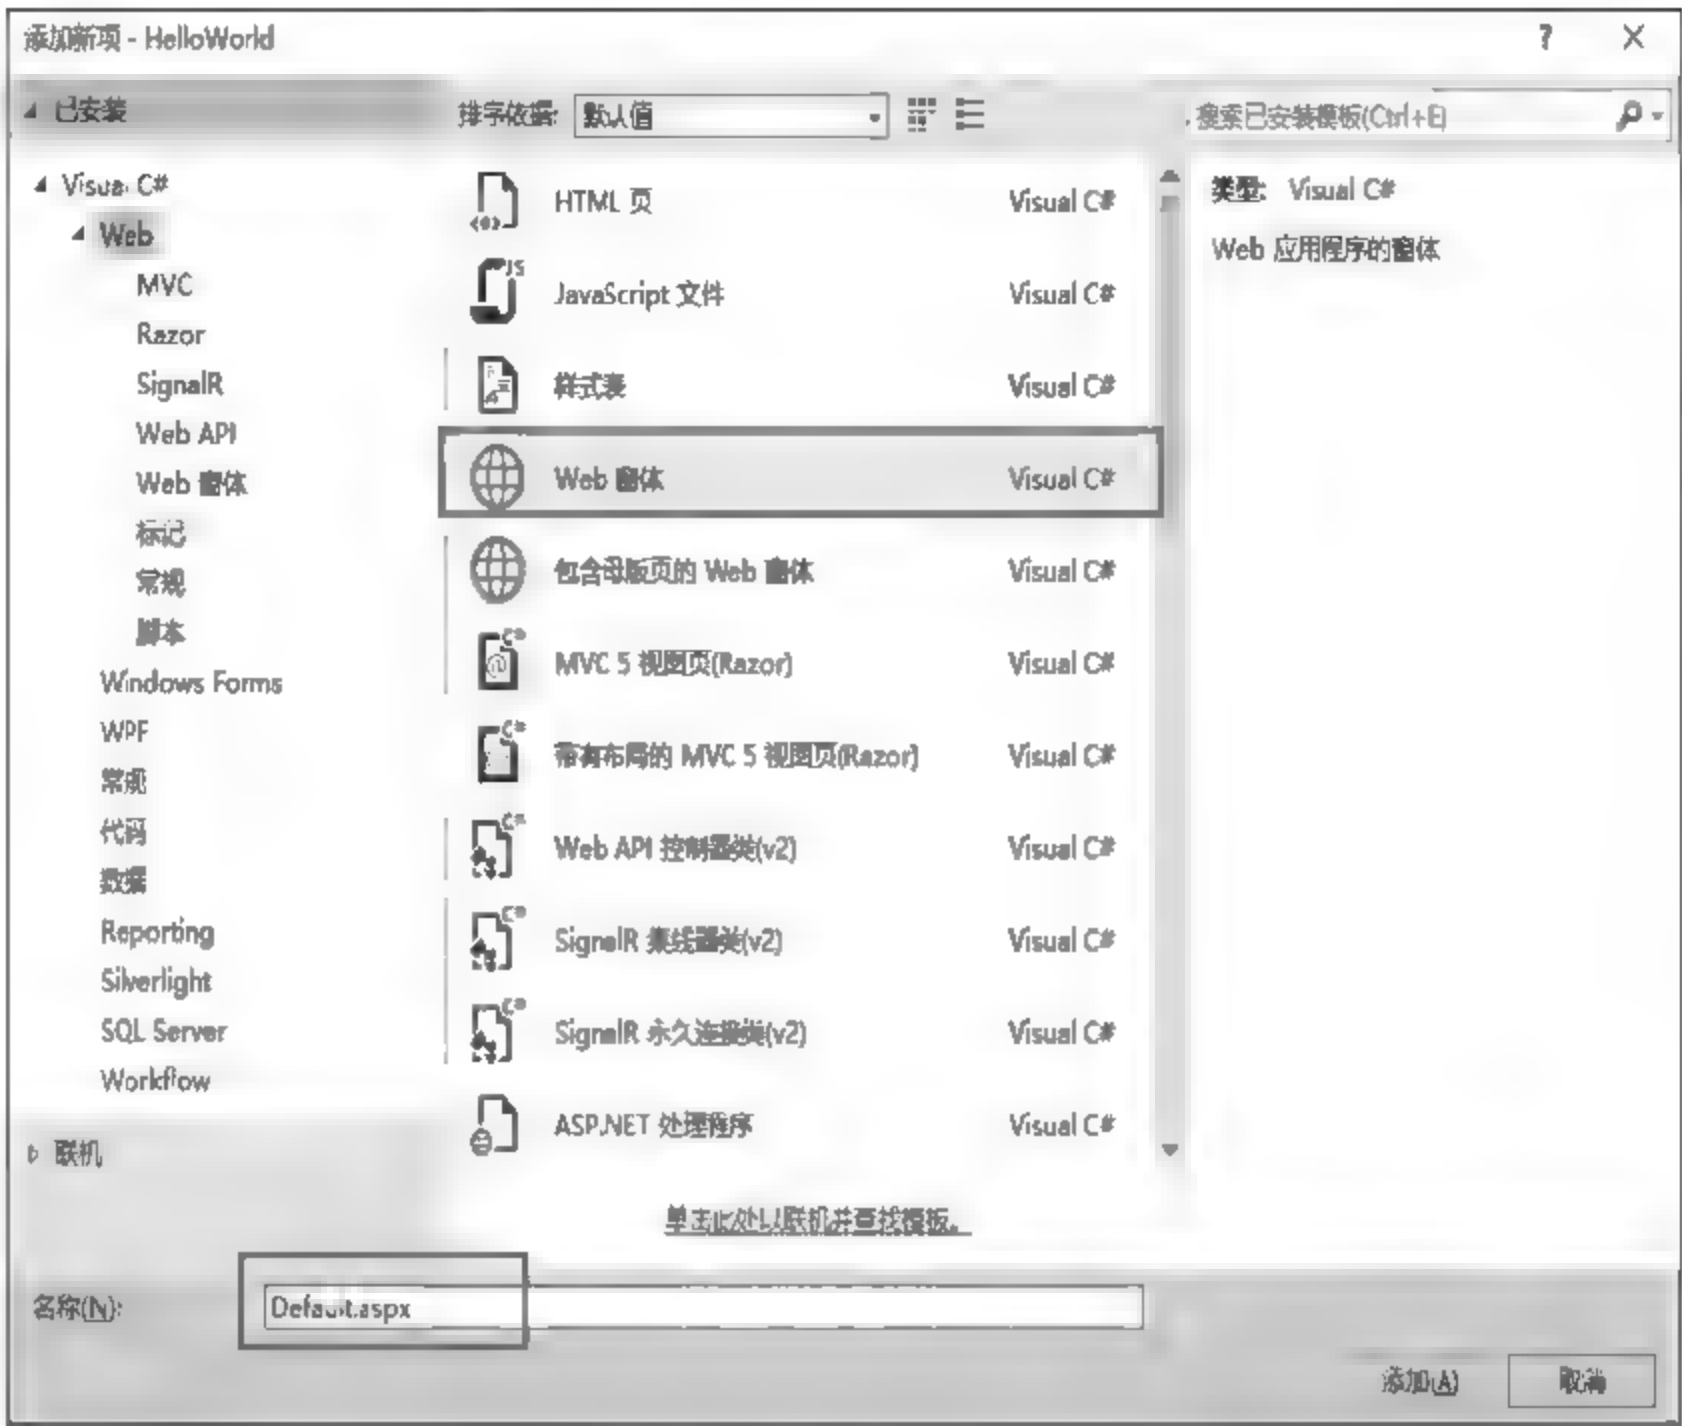 添加新项 - HelloWorld
?
已安装
排序依据: 默认值
搜索已安装模板(Ctrl+E)
Visual C#
Web
MVC
Razor
SignalR
Web API
Web 窗体
标记
常规
脚本
Windows Forms
WPF
常规
代码
数据
Reporting
Silverlight
SQL Server
Workflow
联机
HTML 页 Visual C#
JavaScript 文件 Visual C#
样式表 Visual C#
Web 窗体 Visual C#
包含母版页的 Web 窗体 Visual C#
MVC 5 视图页(Razor) Visual C#
带有布局的 MVC 5 视图页(Razor) Visual C#
Web API 控制器类(v2) Visual C#
SignalR 集线器类(v2) Visual C#
SignalR 永久连接类(v2) Visual C#
ASP.NET 处理程序 Visual C#
单击此处以联机并查找模板。
类型: Visual C#
Web 应用程序的窗体
名称(N): Default.aspx
添加(A) 取消